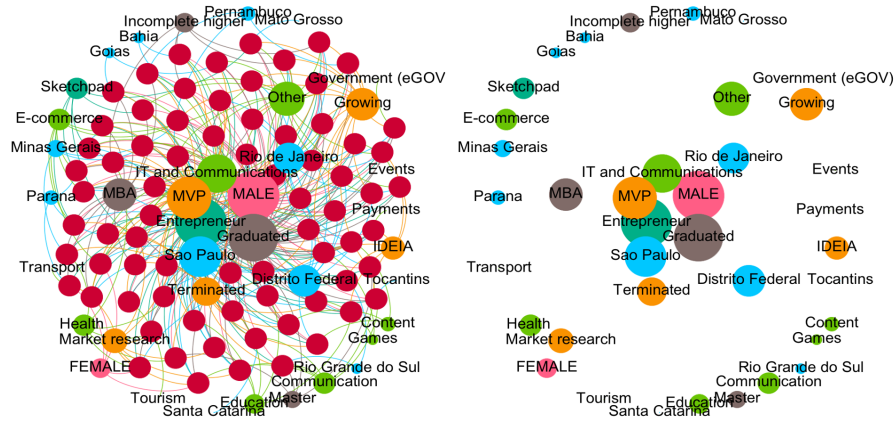 Pernambuco
Incomplete higher
Mato Grosso
Bahia
Goias
Government (eGOV
Sketchpad
Other
Growing
E-commerce
Minas Gerais
Rio de Janeiro
IT and Communications
Events
Parana
MBA
MVP
MALE
Payments
Entrepreneur
Graduated
IDEIA
Sao Paulo
Transport
Distrito Federal
Tocantins
Terminated
Health
Content
Market research
Games
FEMALE
Rio Grande do Sul
Communication
Tourism
Education
Master
Santa Catarina
Pernambuco
Incomplete higher
Mato Grosso
Bahia
Goias
Government (eGOV)
Sketchpad
Other
Growing
E-commerce
Minas Gerais
Rio de Janeiro
IT and Communications
Events
Parana
MBA
MVP
MALE
Payments
Entrepreneur
Graduated
IDEIA
Sao Paulo
Transport
Distrito Federal
Tocantins
Terminated
Health
Content
Market research
Games
FEMALE
Rio Grande do Sul
Communication
Tourism
Education
Master
Santa Catarina